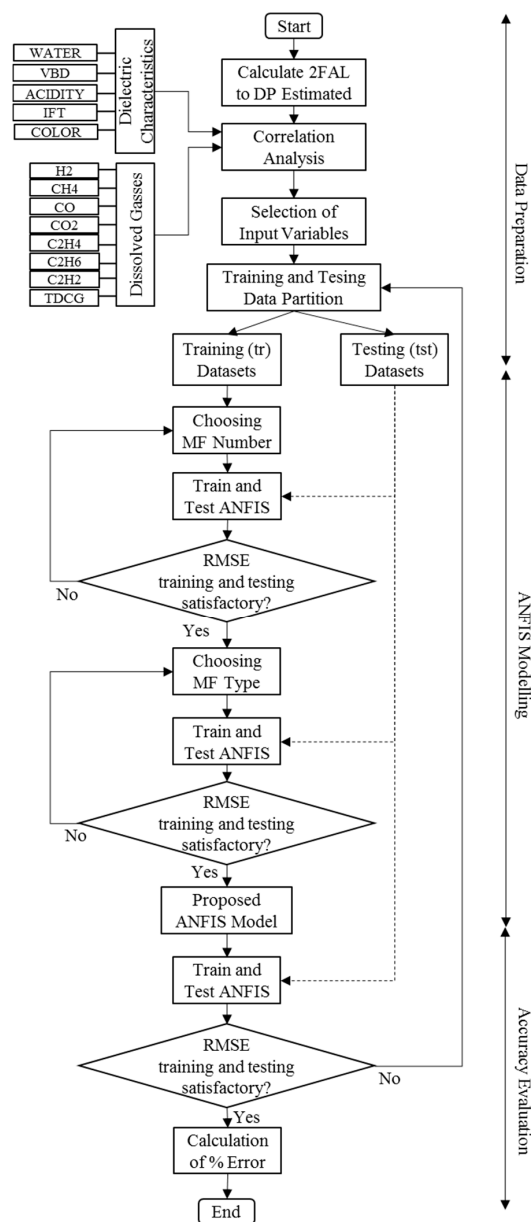 Start
Calculate 2FAL
to DP Estimated
WATER
VBD
ACIDITY
IFT
COLOR
Dielectric
Characteristics
Correlation
Analysis
H2
CH4
CO
CO2
C2H4
C2H6
C2H2
TDCG
Dissolved Gasses
Selection of
Input Variables
Training and Tesing
Data Partition
Data Preparation
Training (tr)
Datasets
Testing (tst)
Datasets
Choosing
MF Number
Train and
Test ANFIS
RMSE
training and testing
satisfactory?
No
Yes
Choosing
MF Type
Train and
Test ANFIS
ANFIS Modelling
RMSE
training and testing
satisfactory?
No
Yes
Proposed
ANFIS Model
Train and
Test ANFIS
RMSE
training and testing
satisfactory?
No
Yes
Accuracy Evaluation
Calculation
of % Error
End